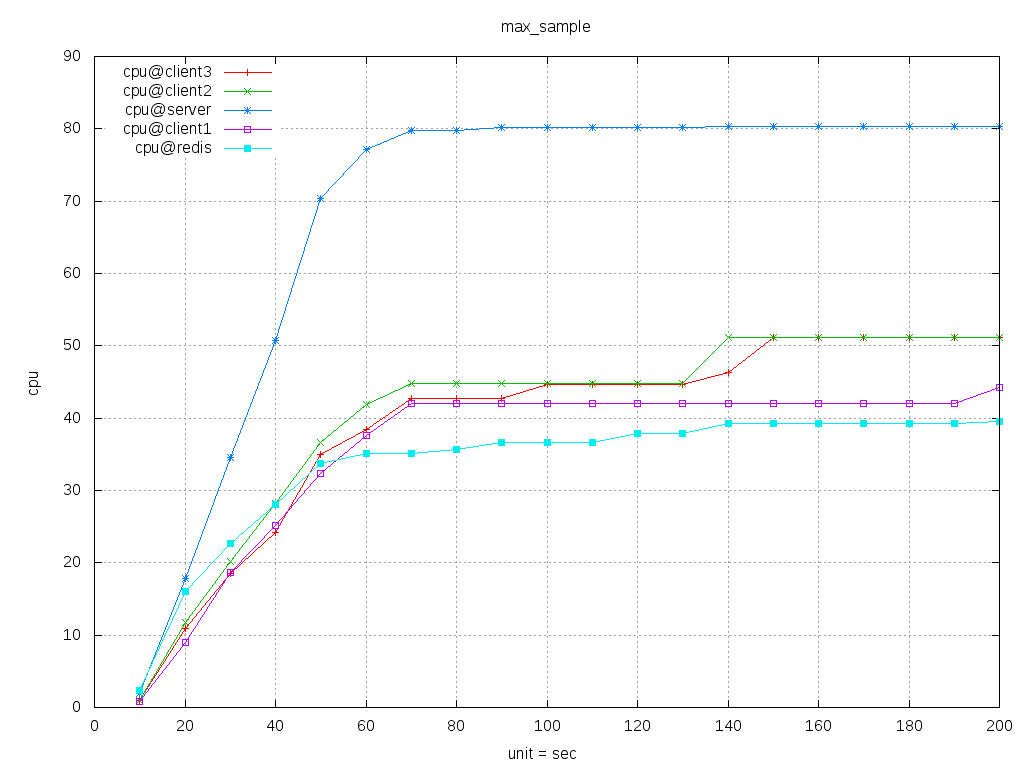 max_sample
90
80
70
60
50
40
30
20
10
0
cpu
cpu@client3
cpu@client2
cpu@server
cpu@client1
cpu@redis
0 20 40 60 80 100 120 140 160 180 200
unit = sec